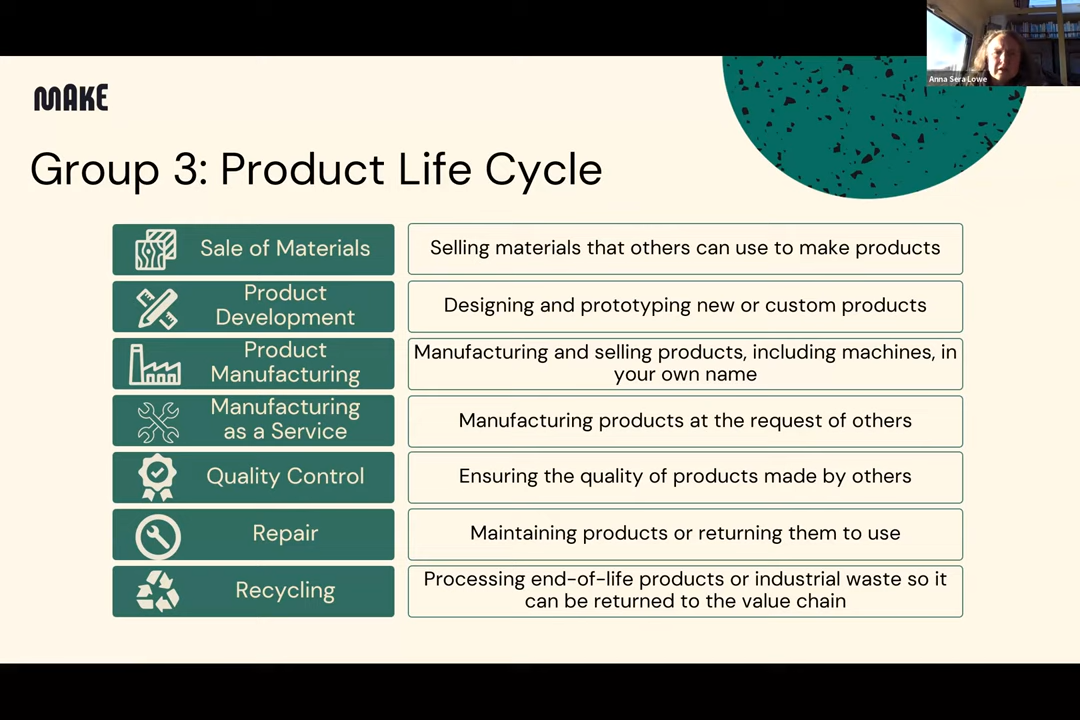 Anna Sera Lowe
MAKE
Group 3: Product Life Cycle
Sale of Materials
Selling materials that others can use to make products
Product
Development
Designing and prototyping new or custom products
Product
Manufacturing
Manufacturing and selling products, including machines, in
your own name
Manufacturing
as a Service
Manufacturing products at the request of others
Quality Control
Ensuring the quality of products made by others
Repair
Maintaining products or returning them to use
Recycling
Processing end-of-life products or industrial waste so it
can be returned to the value chain